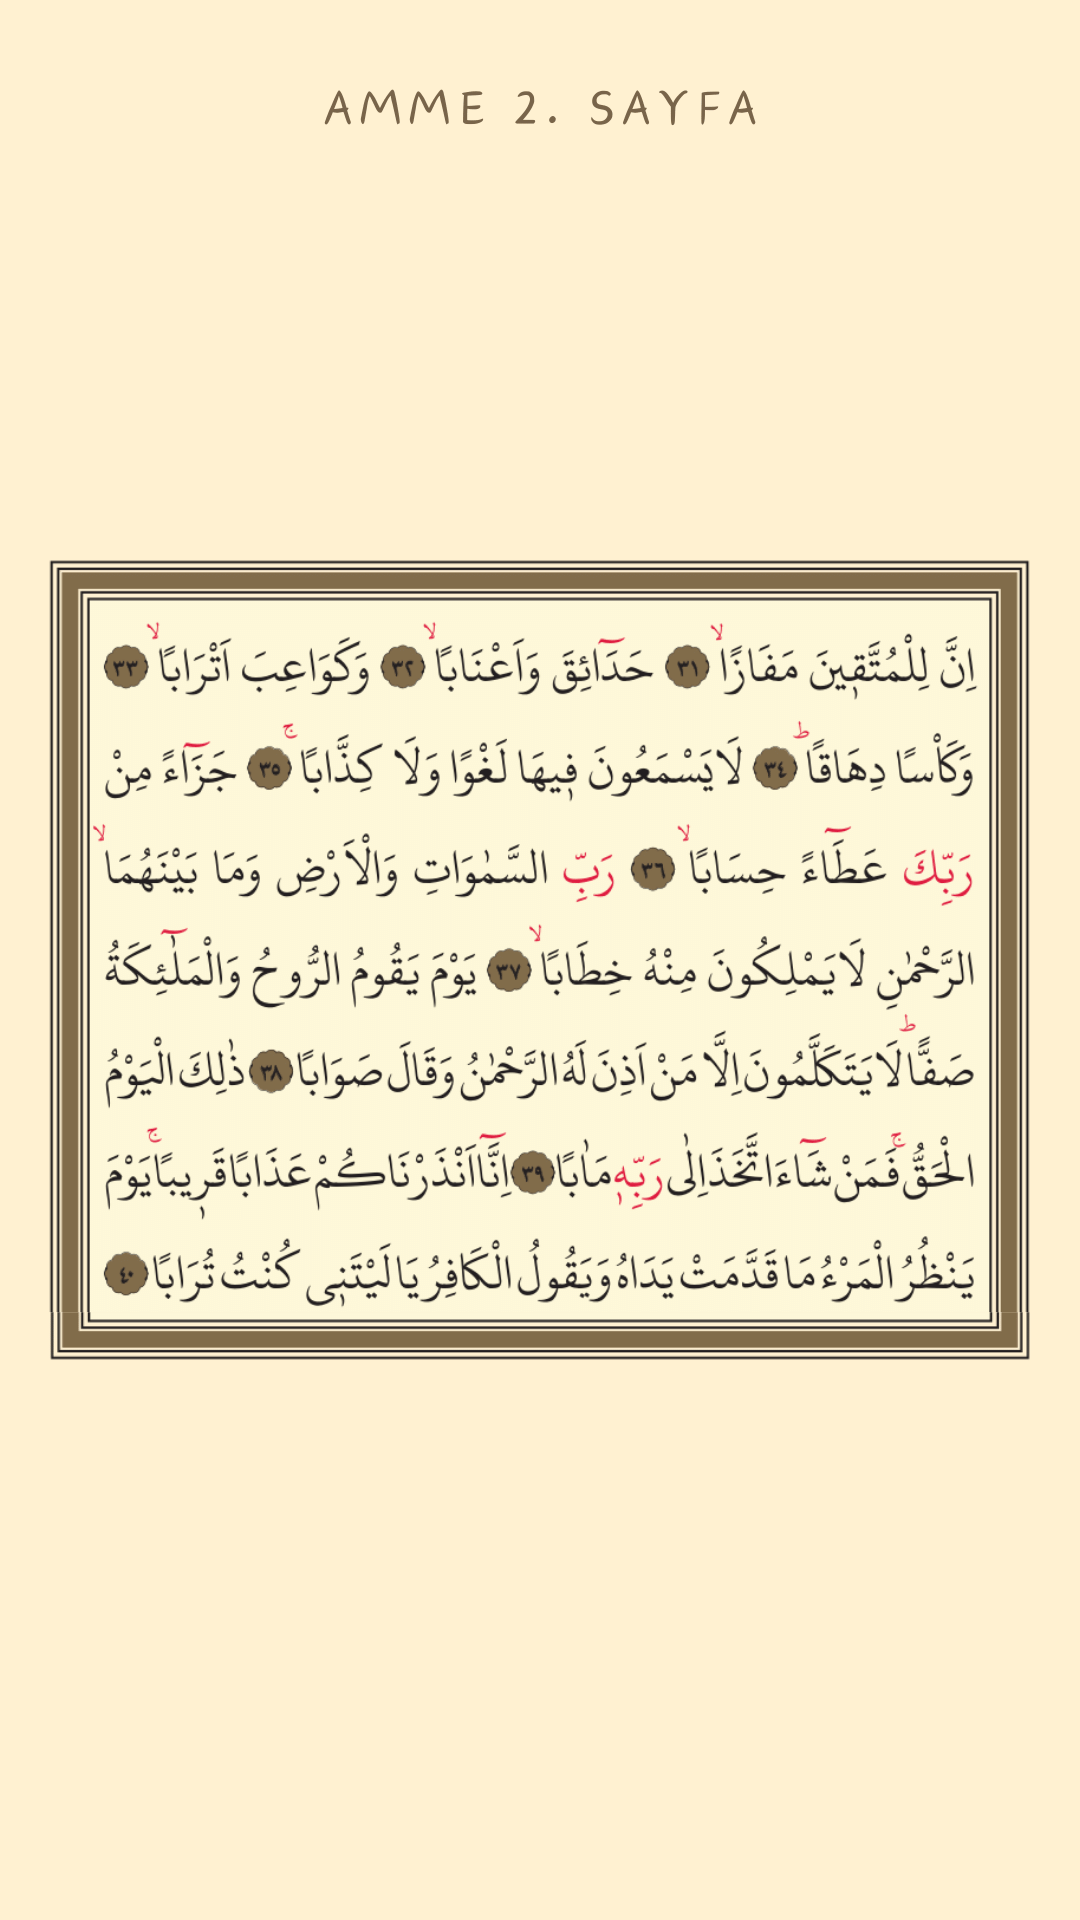 AMME 2. SAYFA
اِنَّ لِلْمُتَّق۪ينَ مَفَازًاۙ ﴿٣١﴾ حَدَٓائِقَ وَاَعْنَابًاۙ ﴿٣٢﴾ وَكَوَاعِبَ اَتْرَابًاۙ ﴿٣٣﴾
وَكَأْسًا دِهَاقًاۜ ﴿٣٤﴾ لَا يَسْمَعُونَ ف۪يهَا لَغْوًا وَلَا كِذَّابًاۚ ﴿٣٥﴾ جَزَٓاءً مِنْ
رَبِّكَ عَطَٓاءً حِسَابًاۙ ﴿٣٦﴾ رَبِّ السَّمٰوَاتِ وَالْاَرْضِ وَمَا بَيْنَهُمَاۙ
الرَّحْمٰنِ لَا يَمْلِكُونَ مِنْهُ خِطَابًاۙ ﴿٣٧﴾ يَوْمَ يَقُومُ الرُّوحُ وَالْمَلٰٓئِكَةُ
صَفًّاۜ لَا يَتَكَلَّمُونَ اِلَّا مَنْ اَذِنَ لَهُ الرَّحْمٰنُ وَقَالَ صَوَابًا ﴿٣٨﴾ ذٰلِكَ الْيَوْمُ
الْحَقُّۚ فَمَنْ شَٓاءَ اتَّخَذَ اِلٰى رَبِّه۪ مَاٰبًا ﴿٣٩﴾ اِنَّٓا اَنْذَرْنَاكُمْ عَذَابًا قَر۪يبًاۚ يَوْمَ
يَنْظُرُ الْمَرْءُ مَا قَدَّمَتْ يَدَاهُ وَيَقُولُ الْكَافِرُ يَا لَيْتَن۪ى كُنْتُ تُرَابًا ﴿٤٠﴾